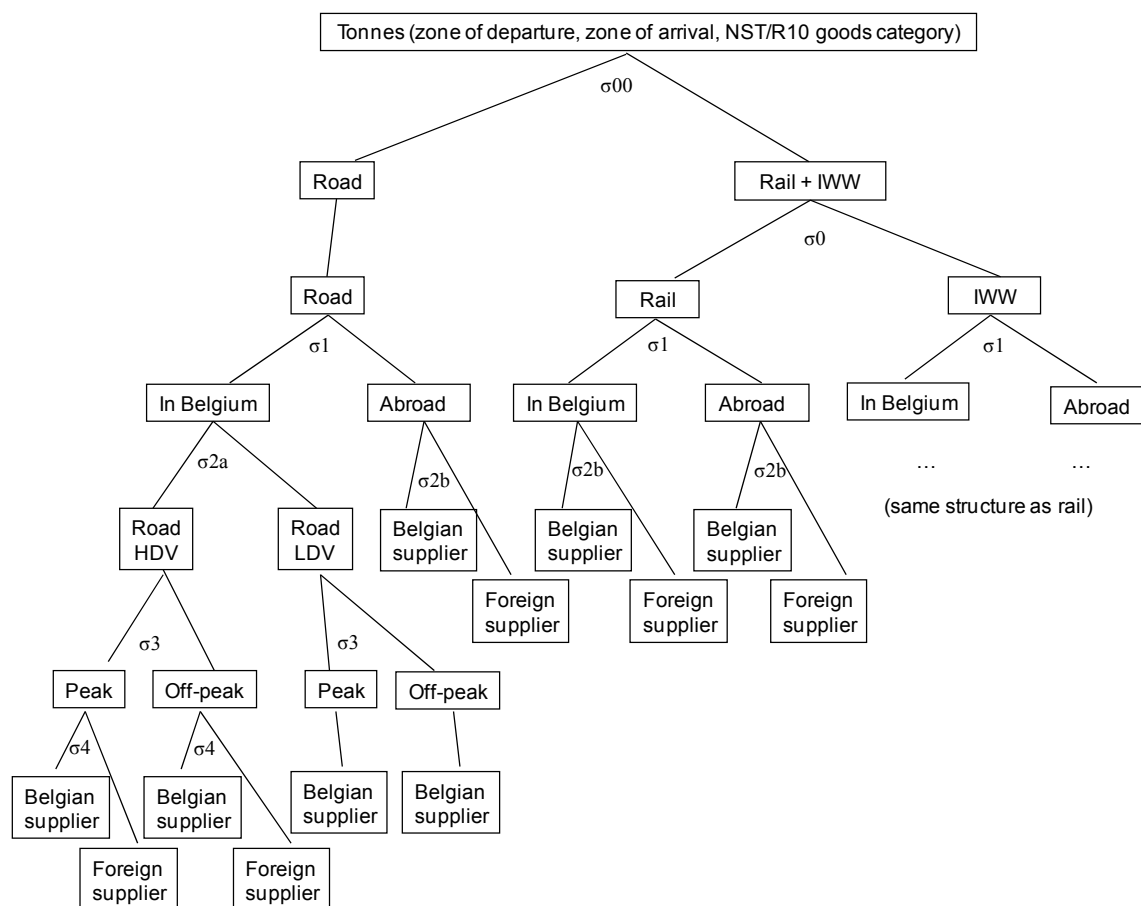 Tonnes (zone of departure, zone of arrival, NST/R10 goods category)
σ00
Road
Rail + IWW
σ0
Road
Rail
IWW
σ1
σ1
σ1
In Belgium
Abroad
In Belgium
Abroad
In Belgium
Abroad
σ2a
σ2b
σ2b
σ2b
...
...
(same structure as rail)
Road
HDV
Road
LDV
Belgian
supplier
Belgian
supplier
Belgian
supplier
Foreign
supplier
Foreign
supplier
Foreign
supplier
σ3
σ3
Peak
Off-peak
Peak
Off-peak
σ4
σ4
Belgian
supplier
Belgian
supplier
Belgian
supplier
Belgian
supplier
Foreign
supplier
Foreign
supplier